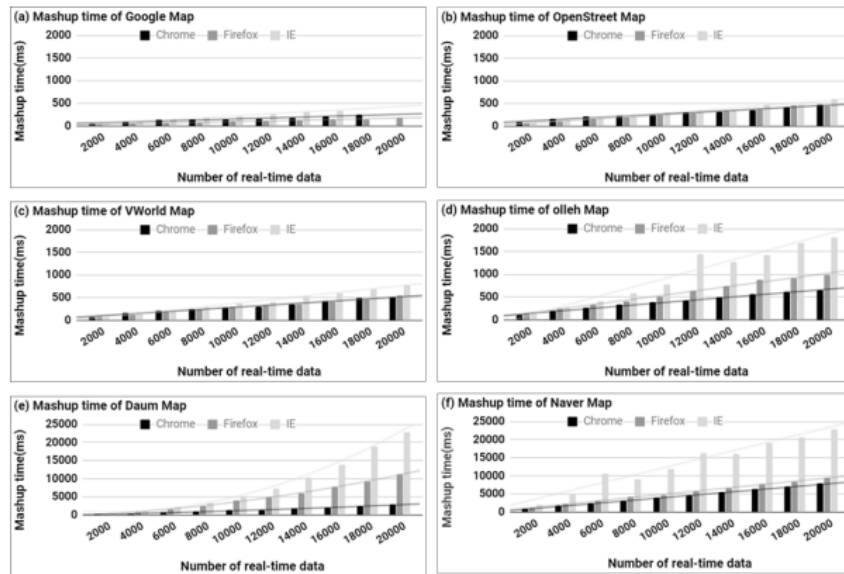 (a) Mashup time of Google Map
Chrome Firefox IE
Mashup time(ms)
2000
1500
1000
500
0
2000 4000 6000 8000 10000 12000 14000 16000 18000 20000
Number of real-time data
(b) Mashup time of OpenStreet Map
Chrome Firefox IE
Mashup time(ms)
2000
1500
1000
500
0
2000 4000 6000 8000 10000 12000 14000 16000 18000 20000
Number of real-time data
(c) Mashup time of VWorld Map
Chrome Firefox IE
Mashup time(ms)
2000
1500
1000
500
0
2000 4000 6000 8000 10000 12000 14000 16000 18000 20000
Number of real-time data
(d) Mashup time of olleh Map
Chrome Firefox IE
Mashup time(ms)
2000
1500
1000
500
0
2000 4000 6000 8000 10000 12000 14000 16000 18000 20000
Number of real-time data
(e) Mashup time of Daum Map
Chrome Firefox IE
Mashup time(ms)
25000
20000
15000
10000
5000
0
2000 4000 6000 8000 10000 12000 14000 16000 18000 20000
Number of real-time data
(f) Mashup time of Naver Map
Chrome Firefox IE
Mashup time(ms)
25000
20000
15000
10000
5000
0
2000 4000 6000 8000 10000 12000 14000 16000 18000 20000
Number of real-time data